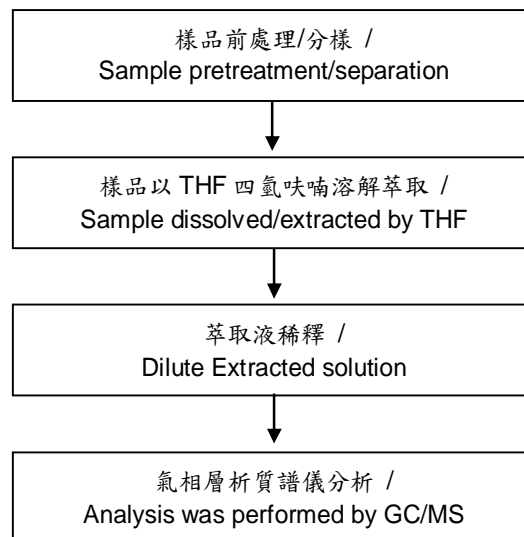 樣品前處理/分樣 /
Sample pretreatment/separation
樣品以 THF 四氫呋喃溶解萃取 /
Sample dissolved/extracted by THF
萃取液稀釋 /
Dilute Extracted solution
氣相層析質譜儀分析 /
Analysis was performed by GC/MS